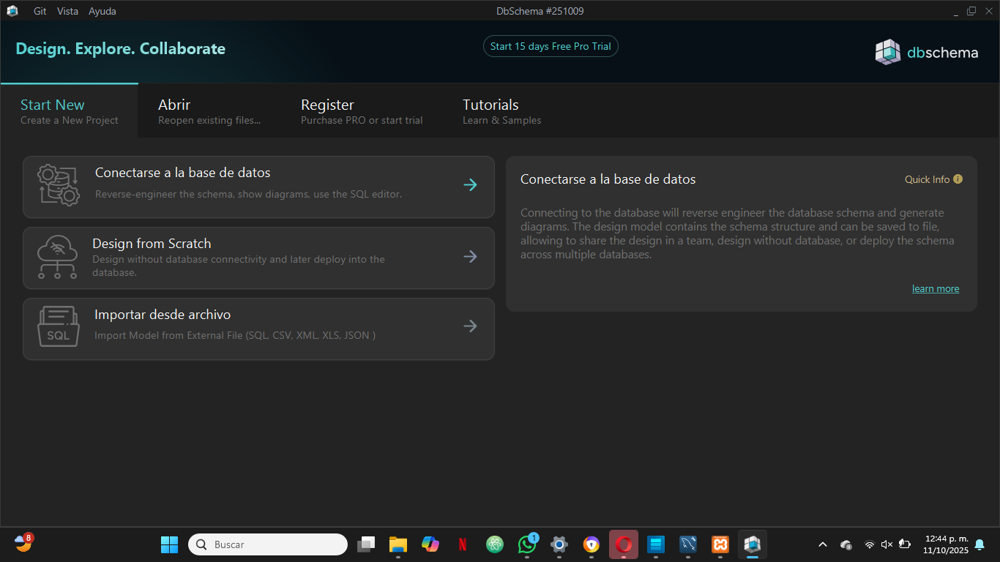 Git Vista Ayuda DbSchema #251009
Design. Explore. Collaborate
Start 15 days Free Pro Trial
dbschema
Start New
Create a New Project
Abrir
Reopen existing files...
Register
Purchase PRO or start trial
Tutorials
Learn & Samples
Conectarse a la base de datos
Reverse-engineer the schema, show diagrams, use the SQL editor.
Design from Scratch
Design without database connectivity and later deploy into the
database.
SQL
Importar desde archivo
Import Model from External File (SQL, CSV, XML, XLS, JSON )
Conectarse a la base de datos
Quick Info i
Connecting to the database will reverse engineer the database schema and generate
diagrams. The design model contains the schema structure and can be saved to file,
allowing to share the design in a team, design without database, or deploy the schema
across multiple databases.
learn more
8
Buscar
N
1
12:44 p. m.
11/10/2025